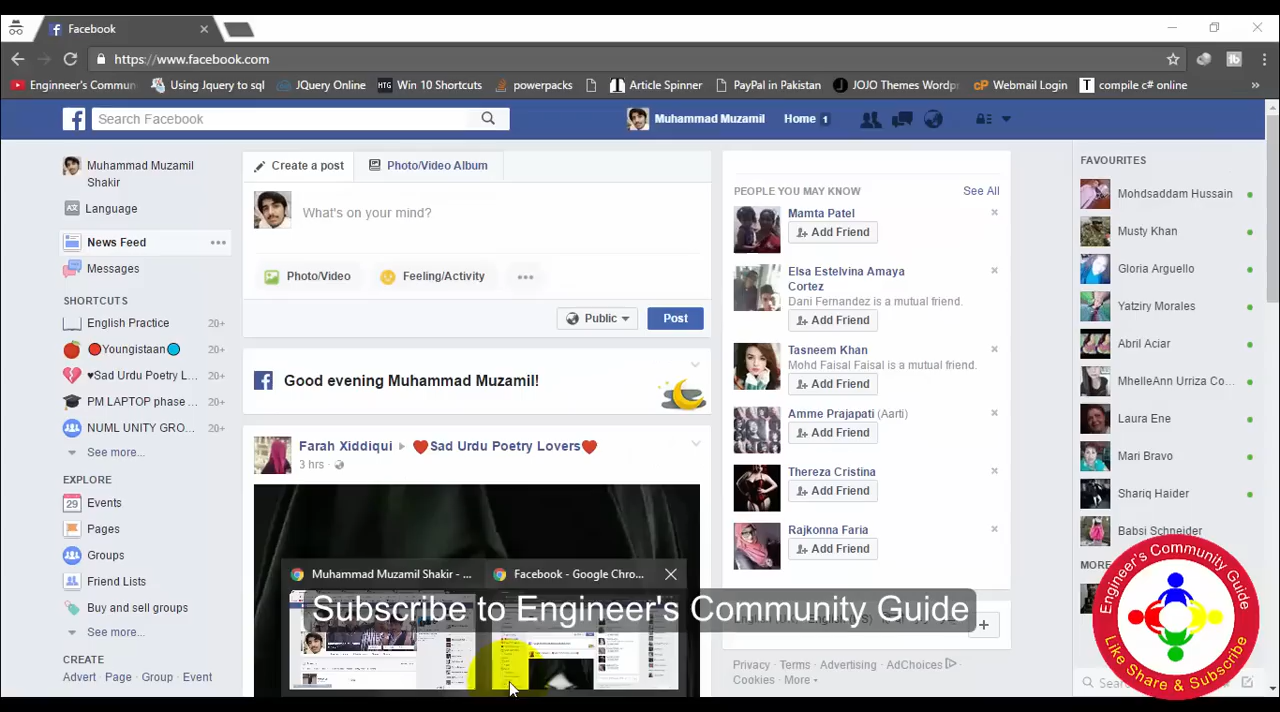 Facebook
https://www.facebook.com
Engineer's Commun
Using Jquery to sql
JQuery Online
HTG Win 10 Shortcuts
powerpacks
Article Spinner
PayPal in Pakistan
JOJO Themes Wordpr
cP Webmail Login
T compile c# online
Search Facebook
Muhammad Muzamil
Home 1
Muhammad Muzamil
Shakir
Language
News Feed
Messages
SHORTCUTS
English Practice 20+
Youngistaan 20+
♥Sad Urdu Poetry L... 20+
PM LAPTOP phase ... 20+
NUML UNITY GRO... 20+
See more...
EXPLORE
29 Events
Pages
Groups
Friend Lists
Buy and sell groups
See more...
CREATE
Advert Page Group Event
Create a post
Photo/Video Album
What's on your mind?
Photo/Video
Feeling/Activity
Public
Post
Good evening Muhammad Muzamil!
Farah Xiddiqui ▸ ❤Sad Urdu Poetry Lovers❤
3 hrs
Muhammad Muzamil Shakir - ...
Facebook - Google Chro...
Subscribe to Engineer's Community Guide
PEOPLE YOU MAY KNOW
See All
Mamta Patel
Add Friend
Elsa Estelvina Amaya
Cortez
Dani Fernandez is a mutual friend.
Add Friend
Tasneem Khan
Mohd Faisal Faisal is a mutual friend.
Add Friend
Amme Prajapati (Aarti)
Add Friend
Thereza Cristina
Add Friend
Rajkonna Faria
Add Friend
Privacy · Terms · Advertising · AdChoices ·
Cookies · More
FAVOURITES
Mohdsaddam Hussain
Musty Khan
Gloria Arguello
Yatziry Morales
Abril Aciar
MhelleAnn Urriza Co...
Laura Ene
Mari Bravo
Shariq Haider
Babsi Schneider
MORE
Engineer's Community Guide
Like Share & Subscribe